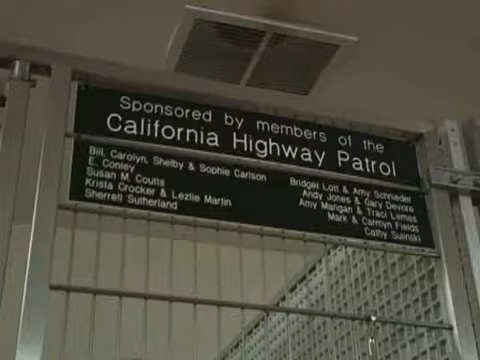 Sponsored by members of the
California Highway Patrol
Bill, Carolyn, Shelby & Sophie Carlson
E. Conley
Susan M. Coutts
Krista Crocker & Lezlie Martin
Sherrell Sutherland
Bridget Lott & Amy Schrieder
Andy Jones & Gary Devore
Amy Mangan & Traci Lemas
Mark & Carmyn Fields
Cathy Sulinski